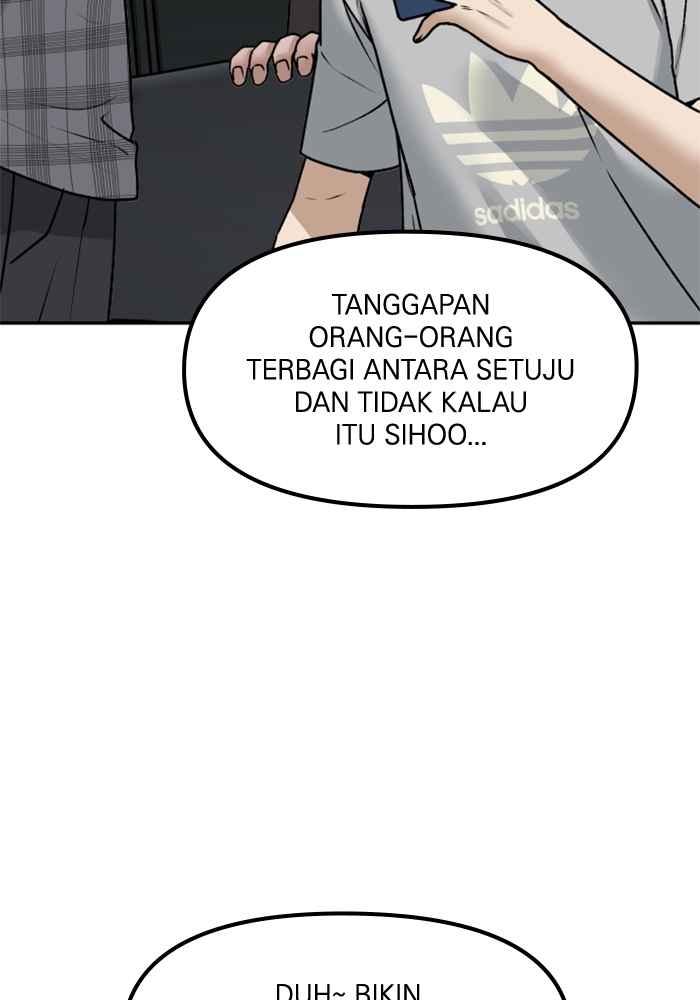 sadidas
TANGGAPAN
ORANG-ORANG
TERBAGI ANTARA SETUJU
DAN TIDAK KALAU
ITU SIHOO...
DUH~ BIKIN